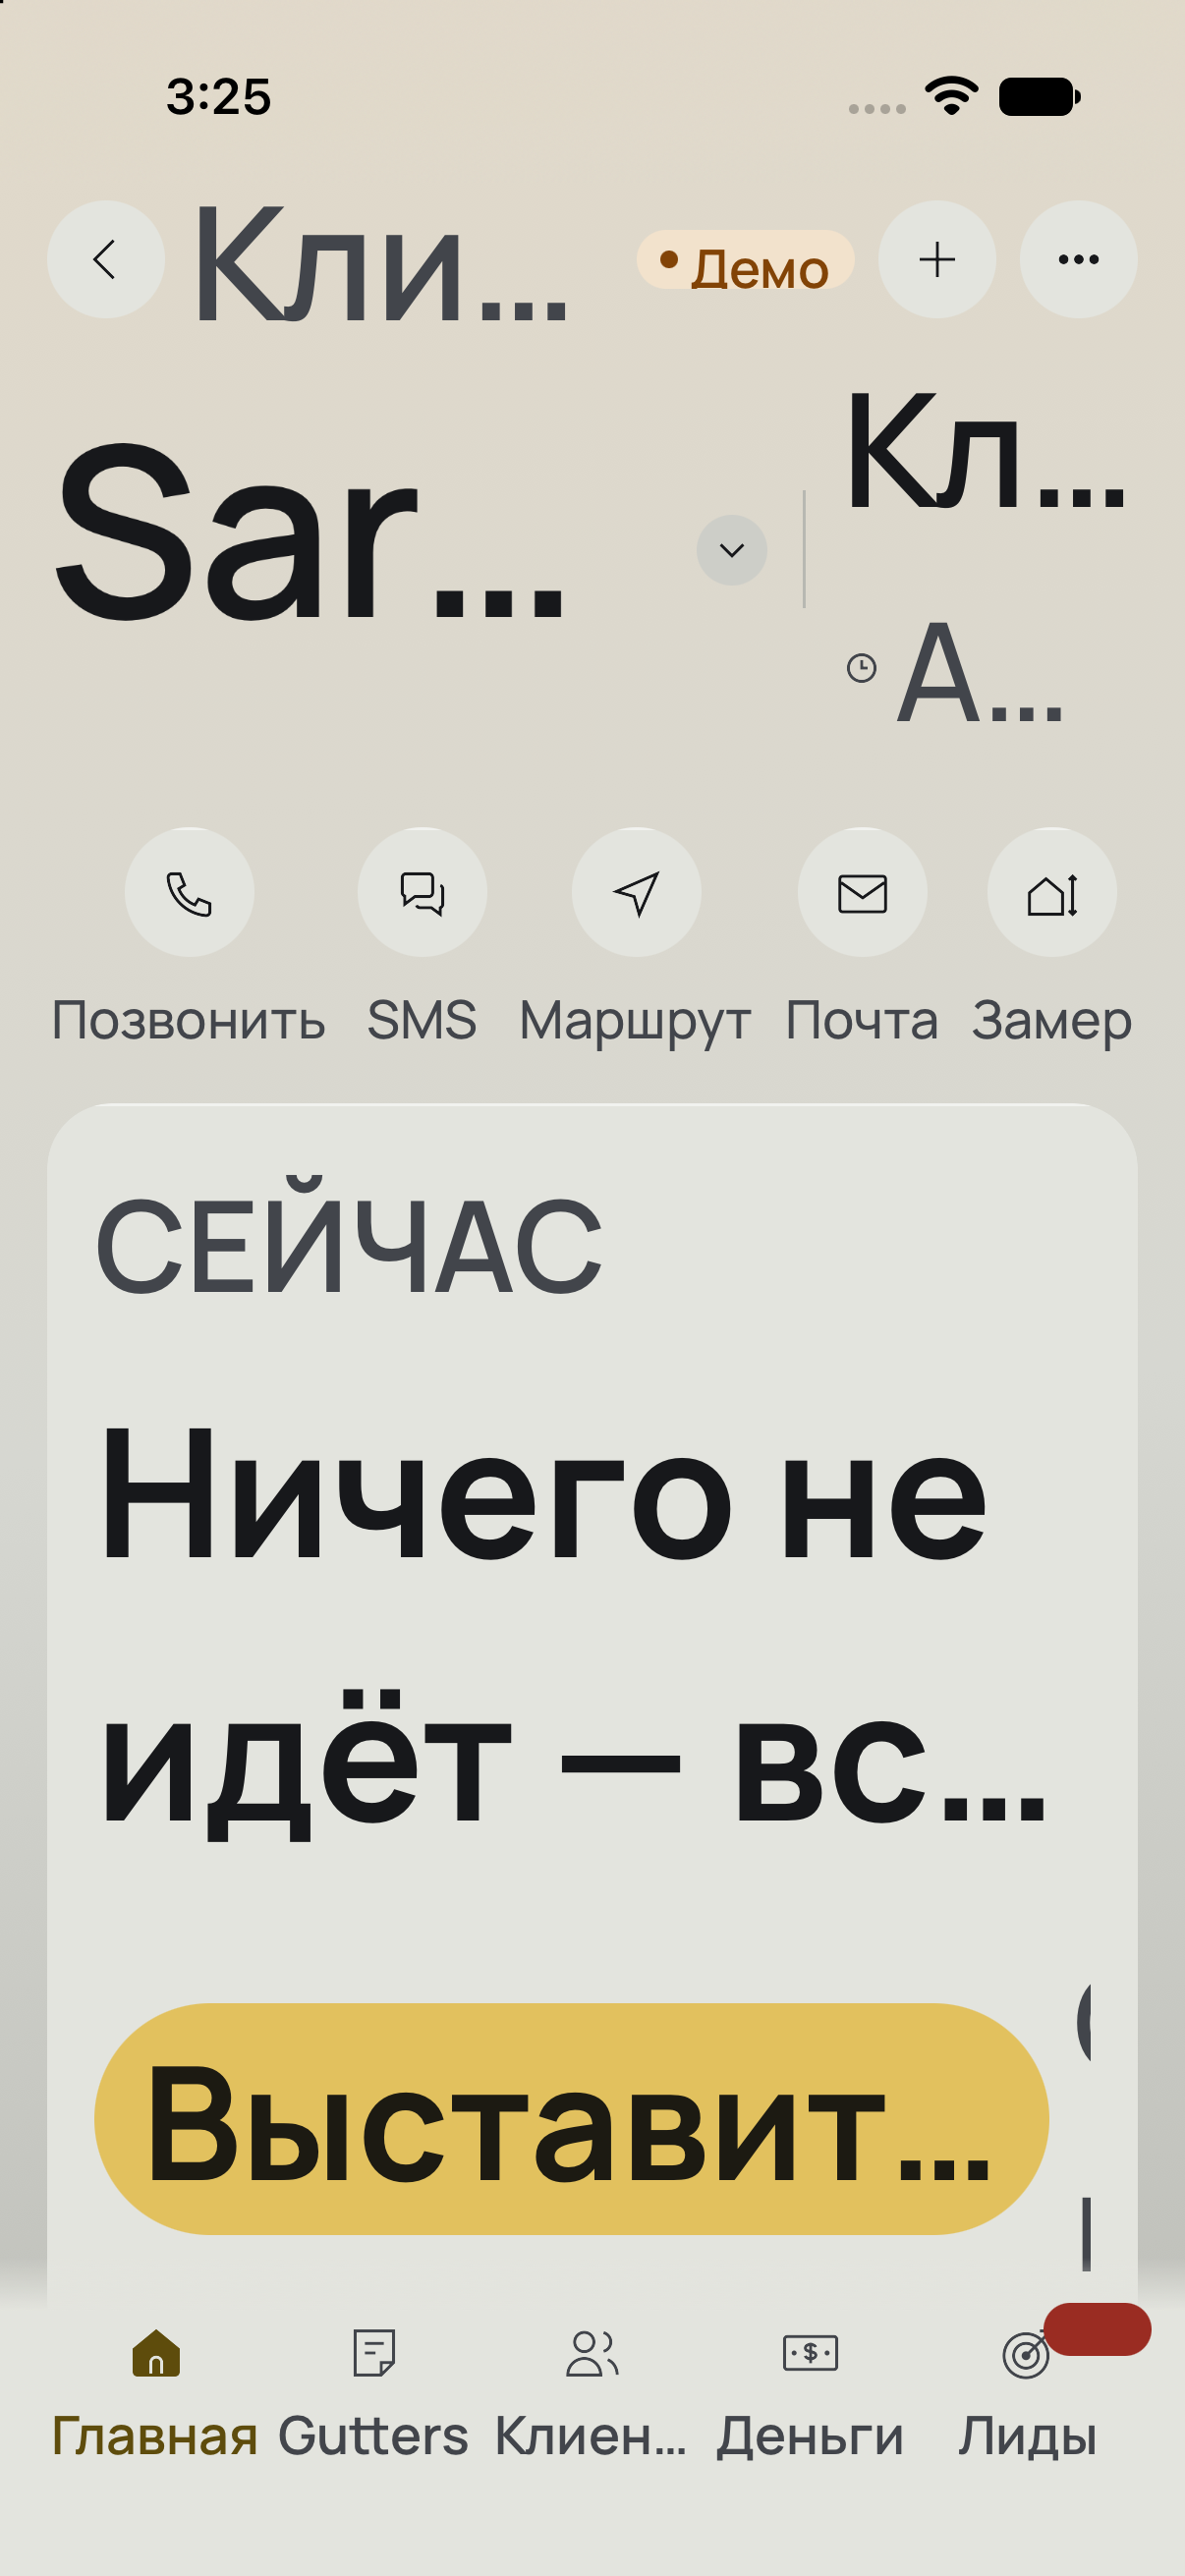 3:25
Кли...
Демо
Sar...
Кл...
А...
Позвонить
SMS
Маршрут
Почта
Замер
СЕЙЧАС
Ничего не
идёт — вс...
Выставит...
Главная
Gutters
Клиен...
Деньги
Лиды